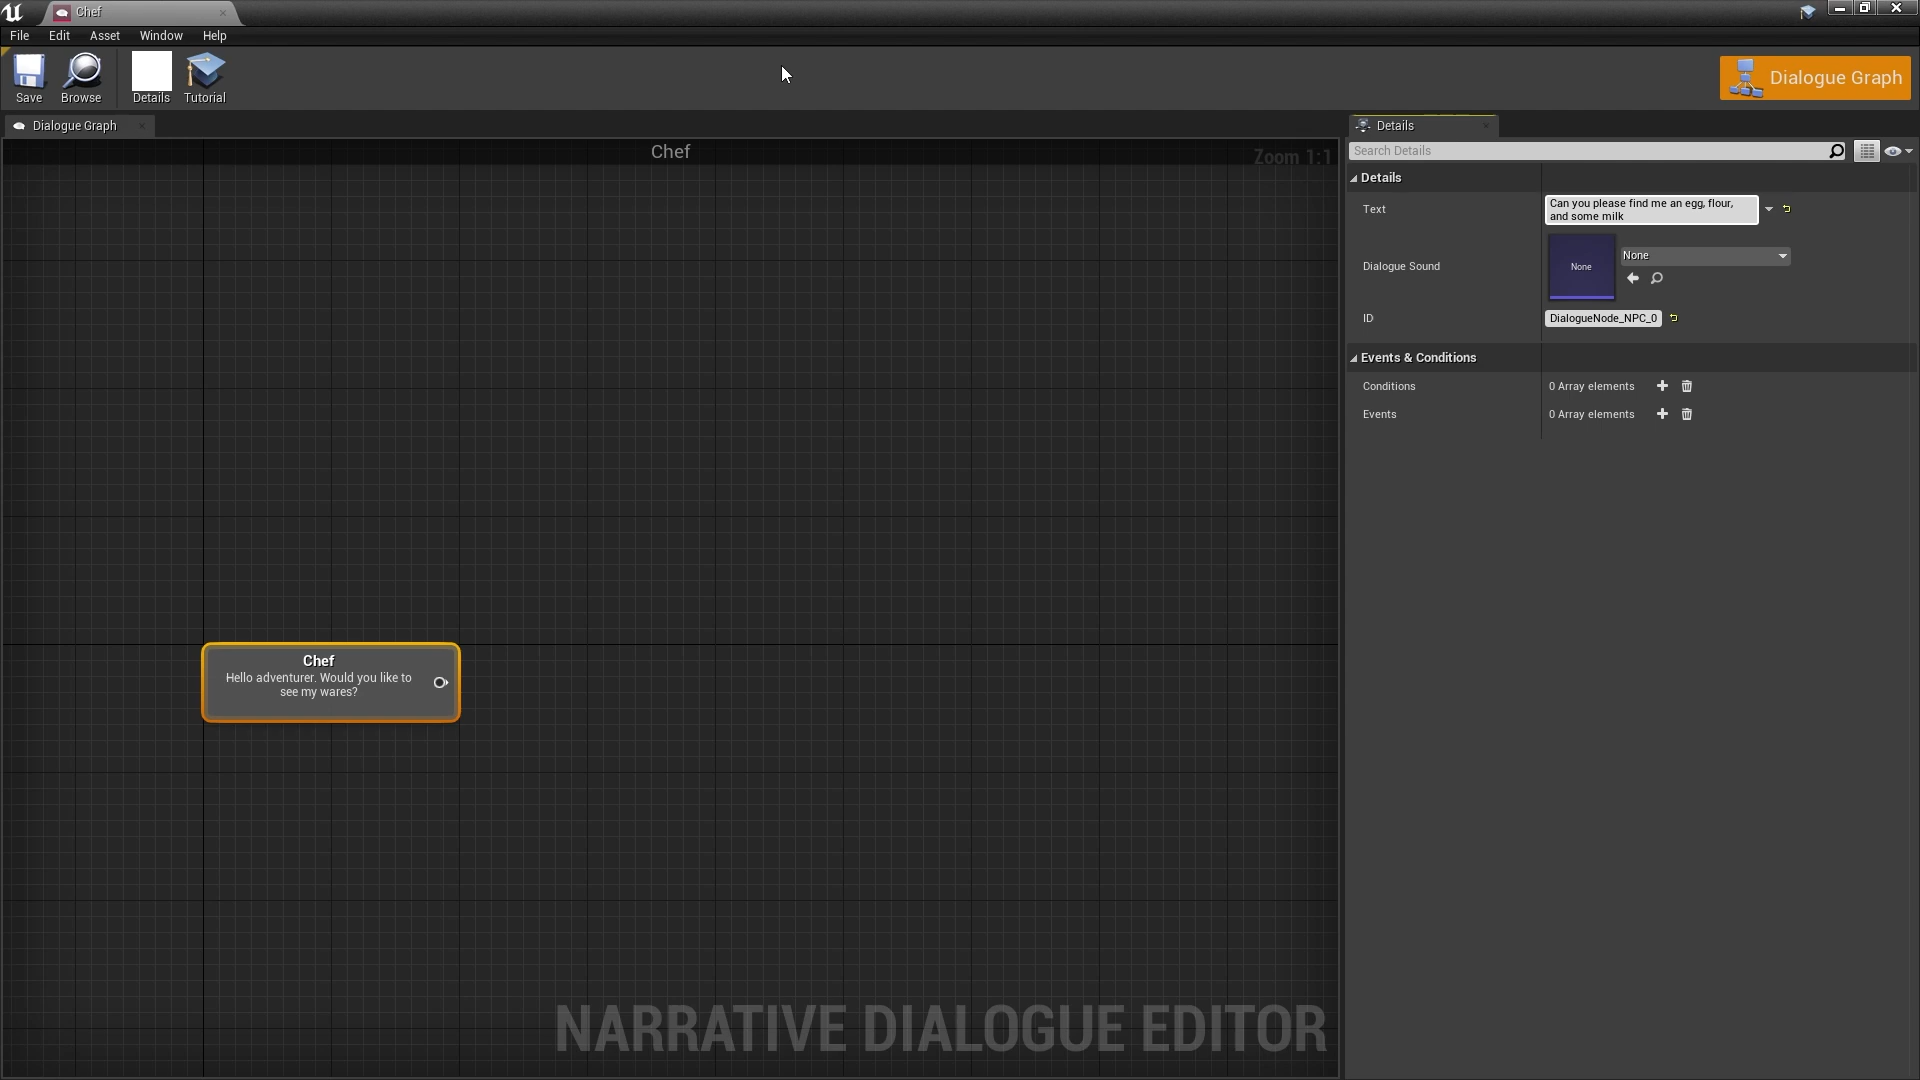 Chef
File Edit Asset Window Help
Save Browse Details Tutorial
Dialogue Graph
Dialogue Graph
Details
Chef
Zoom 1:1
Search Details
Details
Text
Can you please find me an egg, flour,
and some milk
Dialogue Sound
None
None
ID
DialogueNode_NPC_0
Events & Conditions
Conditions
0 Array elements
Events
0 Array elements
Chef
Hello adventurer. Would you like to
see my wares?
NARRATIVE DIALOGUE EDITOR